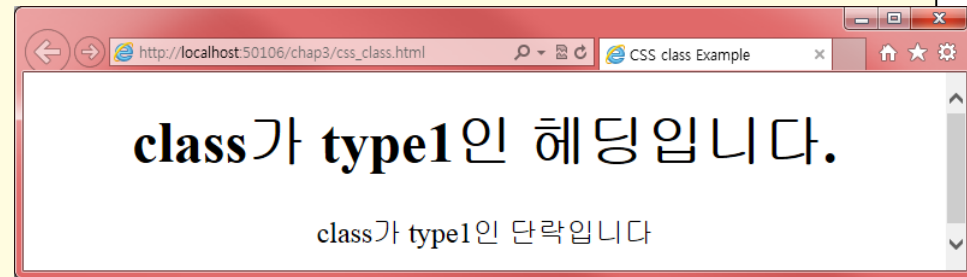 http://localhost:50106/chap3/css_class.html
CSS class Example
class가 type1인 헤딩입니다.
class가 type1인 단락입니다